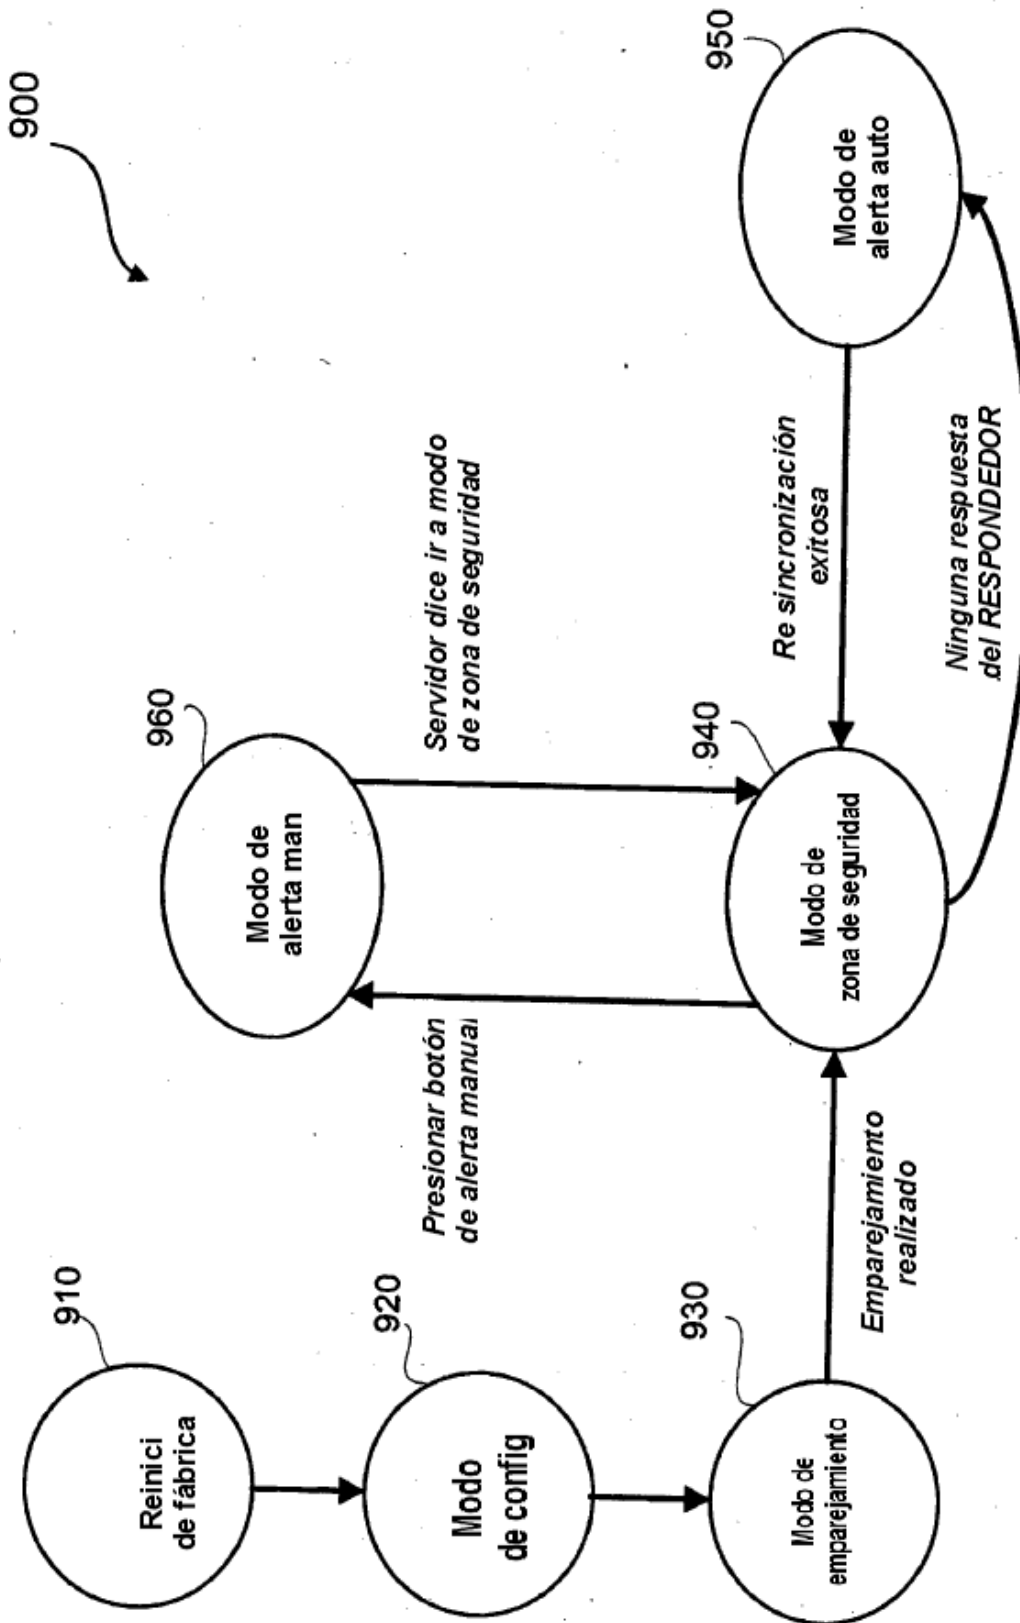 900
910
Reinici
de fábrica
920
Modo
de config
930
Modo de
emparejamiento
Emparejamiento
realizado
940
Modo de
zona de seguridad
Presionar botón
de alerta manual
960
Modo de
alerta man
Servidor dice ir a modo
de zona de seguridad
Re sincronización
exitosa
Ninguna respuesta
del RESPONDEDOR
950
Modo de
alerta auto